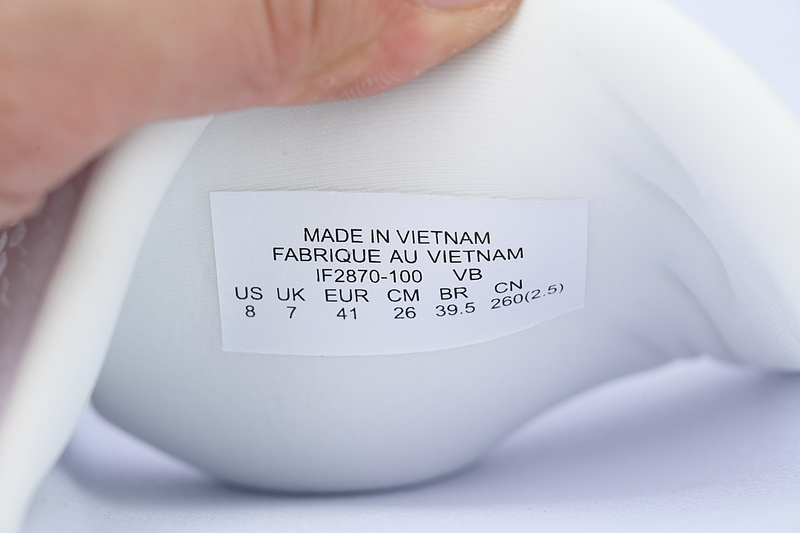 MADE IN VIETNAM
FABRIQUE AU VIETNAM
IF2870-100 VB
US UK EUR CM BR CN
8 7 41 26 39.5 260(2.5)